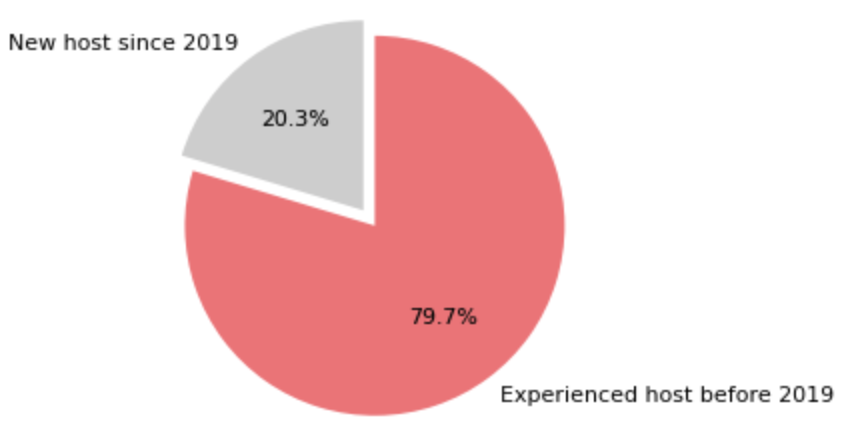 New host since 2019
20.3%
79.7%
Experienced host before 2019